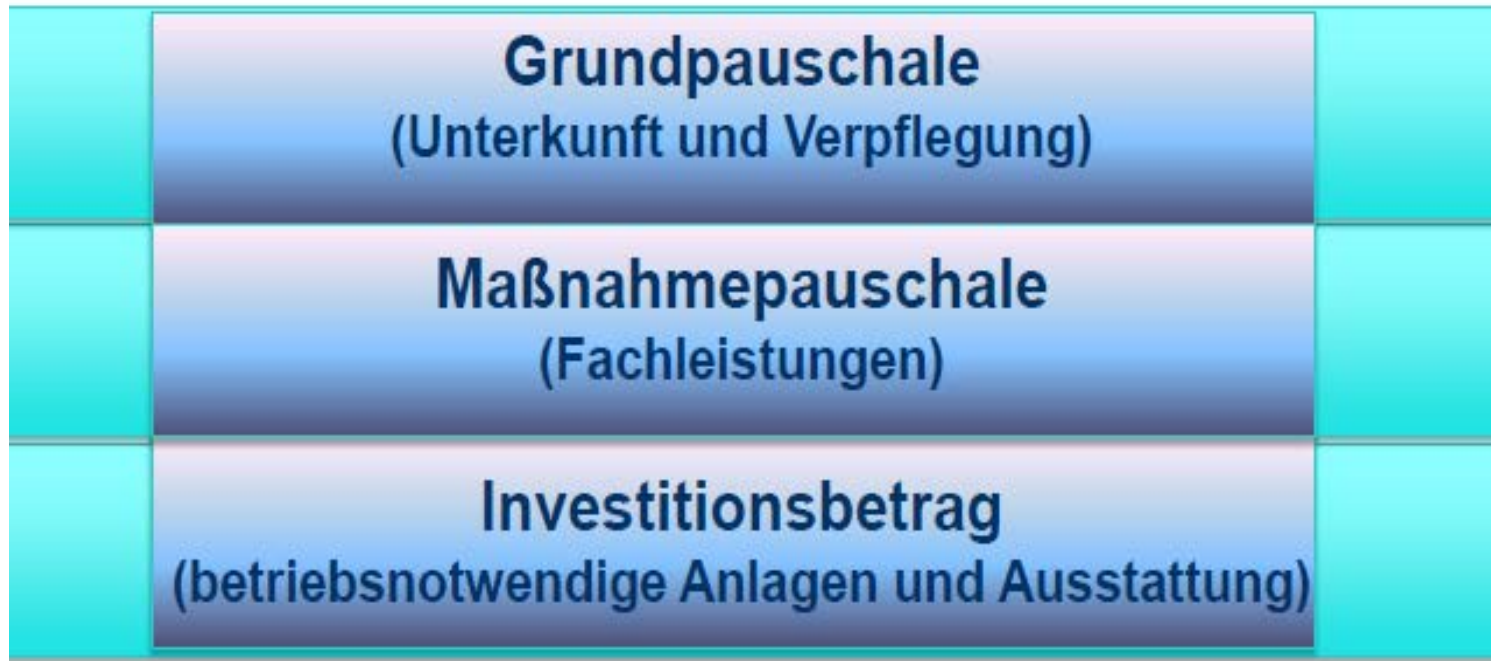 Grundpauschale
(Unterkunft und Verpflegung)
Maßnahmepauschale
(Fachleistungen)
Investitionsbetrag
(betriebsnotwendige Anlagen und Ausstattung)